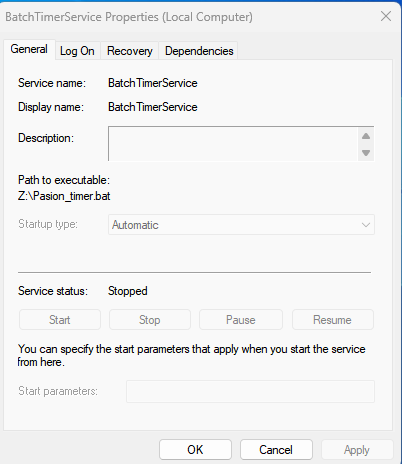 BatchTimerService Properties (Local Computer)
General Log On Recovery Dependencies
Service name: BatchTimerService
Display name: BatchTimerService
Description:
Path to executable:
Z:\Pasion_timer.bat
Startup type: Automatic
Service status: Stopped
Start Stop Pause Resume
You can specify the start parameters that apply when you start the service
from here.
Start parameters:
OK Cancel Apply